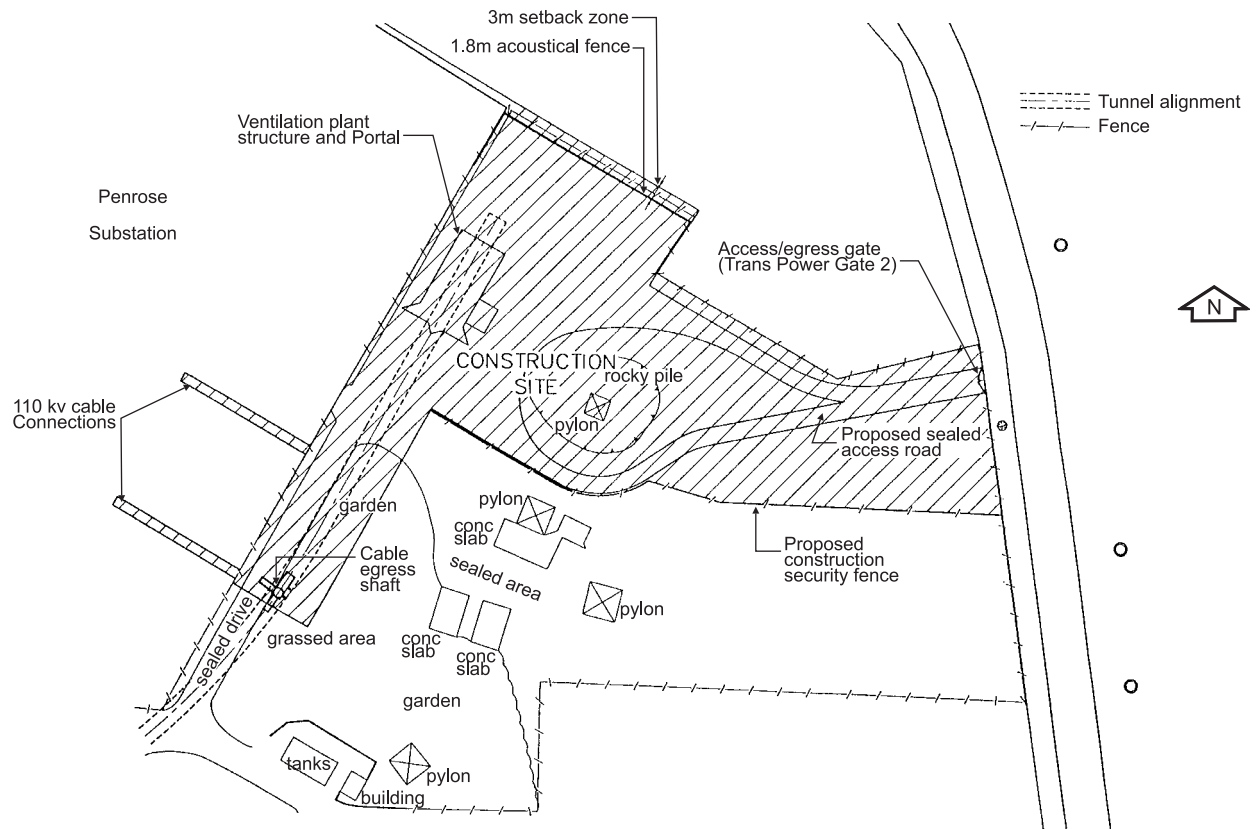 3m setback zone
1.8m acoustical fence
Tunnel alignment
Fence
Ventilation plant
structure and Portal
Penrose
Substation
Access/egress gate
(Trans Power Gate 2)
N
CONSTRUCTION
SITE
rocky pile
pylon
110 kv cable
Connections
Proposed sealed
access road
garden
pylon
conc
slab
Proposed
construction
security fence
Cable
egress
shaft
sealed area
pylon
sealed drive
grassed area
conc
slab
conc
slab
garden
tanks
pylon
building